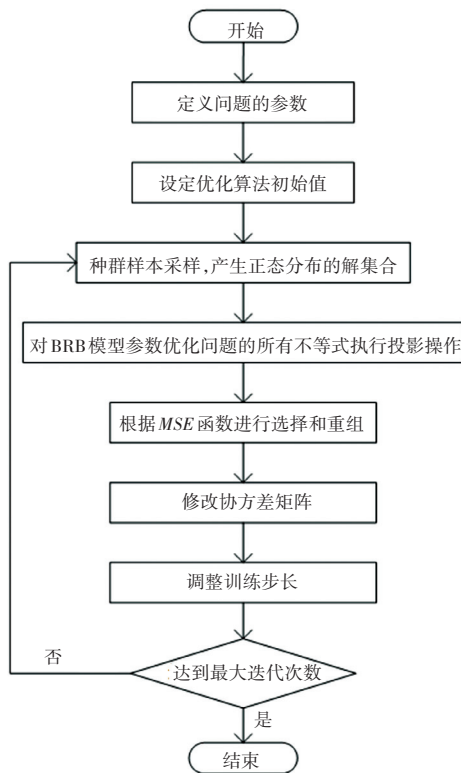 开始
定义问题的参数
设定优化算法初始值
种群样本采样,产生正态分布的解集合
对BRB模型参数优化问题的所有不等式执行投影操作
根据MSE函数进行选择和重组
修改协方差矩阵
调整训练步长
否
达到最大迭代次数
是
结束